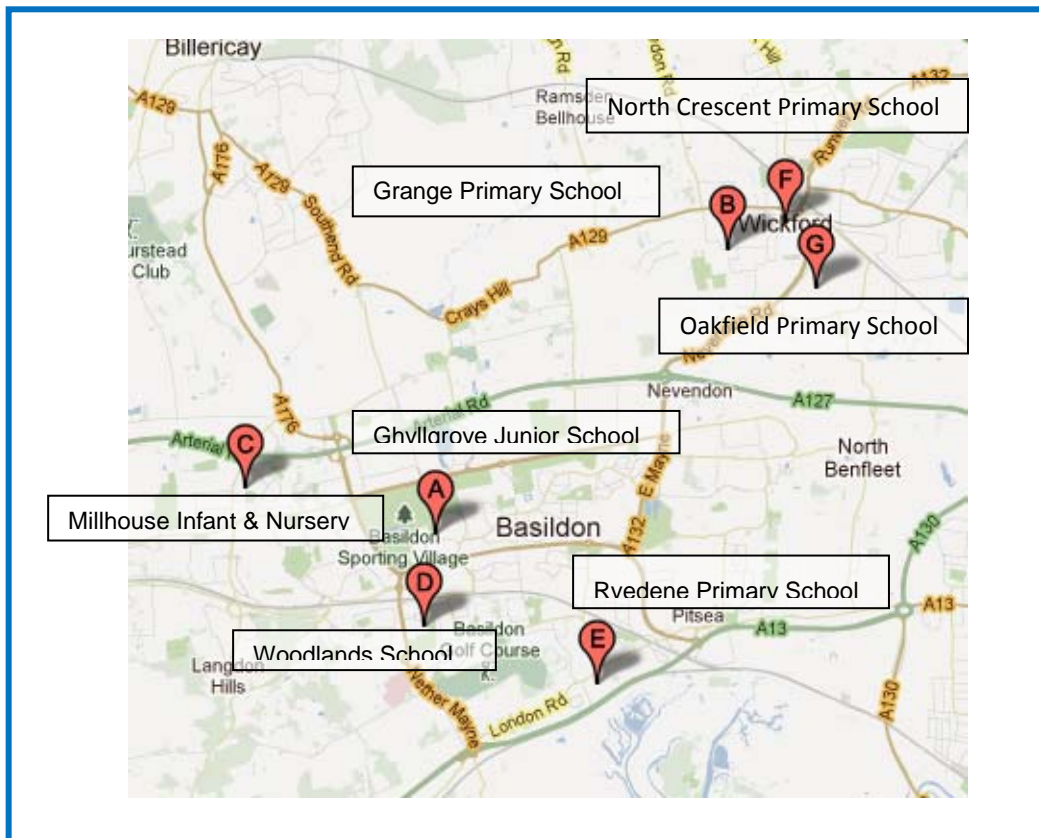 Billericay
A132
North Crescent Primary School
Ramsden
Bellhouse
A129
A176
A129
Southend Rd
Grange Primary School
F
B
Wickford
A129
G
urstead
Club
Crays Hill
Oakfield Primary School
Nevendon
A127
A176
Arterial Rd
Ghyllgrove Junior School
North
Benfleet
C
A
E Mayne
Millhouse Infant & Nursery
Basildon
Sporting Village
Basildon
A132
A130
D
Ryedene Primary School
A13
Pitsea
A13
Woodlands School
Basildon
Golf Course
E
Langdon
Hills
Nether Mayne
London Rd
A130